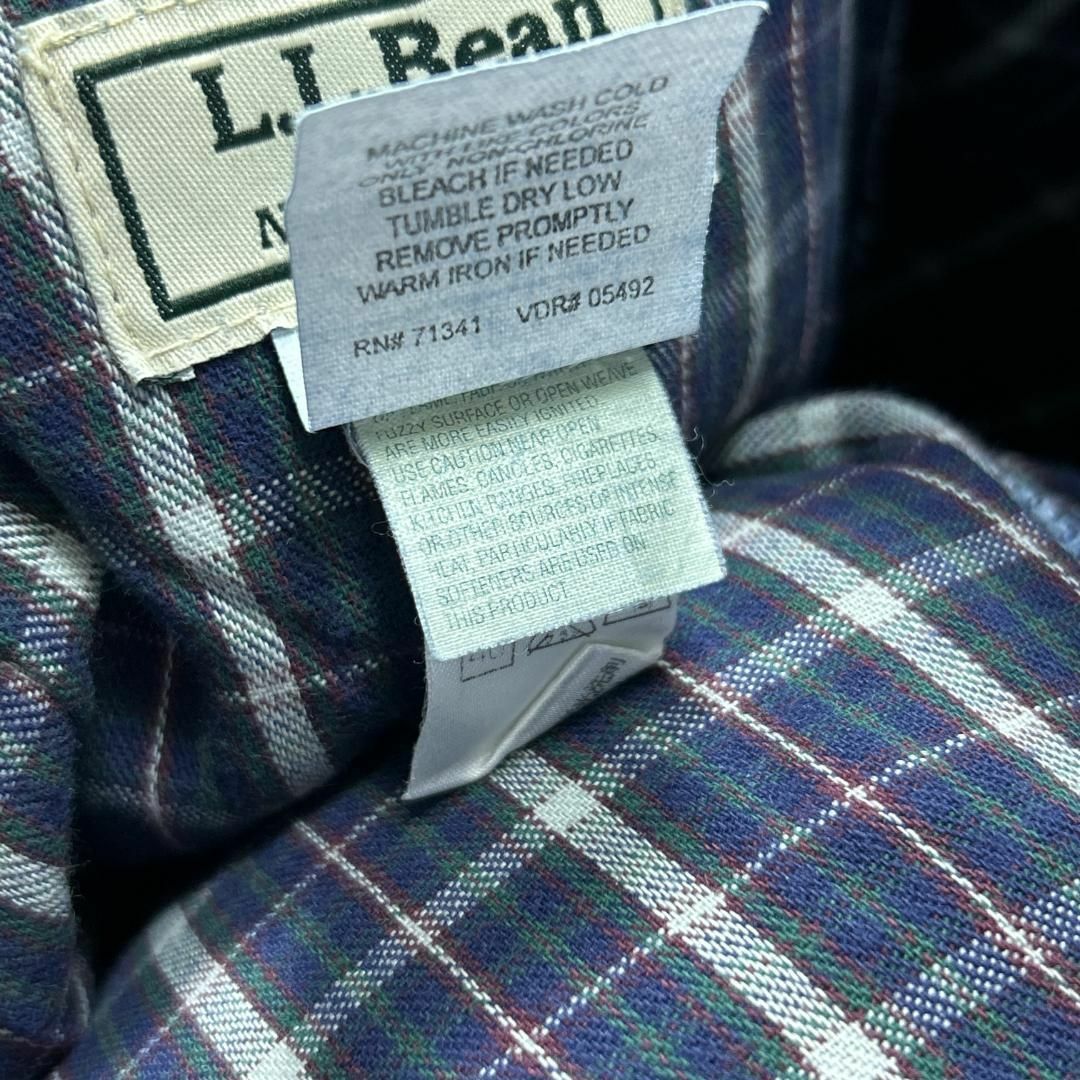 L.L.Bean
MACHINE WASH COLD
WITH LIKE COLORS
ONLY NON-CHLORINE
BLEACH IF NEEDED
TUMBLE DRY LOW
REMOVE PROMPTLY
WARM IRON IF NEEDED
RN# 71341 VDR# 05492
FUZZY SURFACE OR OPEN WEAVE
ARE MORE EASILY IGNITED.
USE CAUTION NEAR OPEN
FLAMES, CANDLES, CIGARETTES,
KITCHEN RANGES, FIREPLACES,
OR OTHER SOURCES OF INTENSE
HEAT, PARTICULARLY IF FABRIC
SOFTENERS ARE USED ON
THIS PRODUCT.